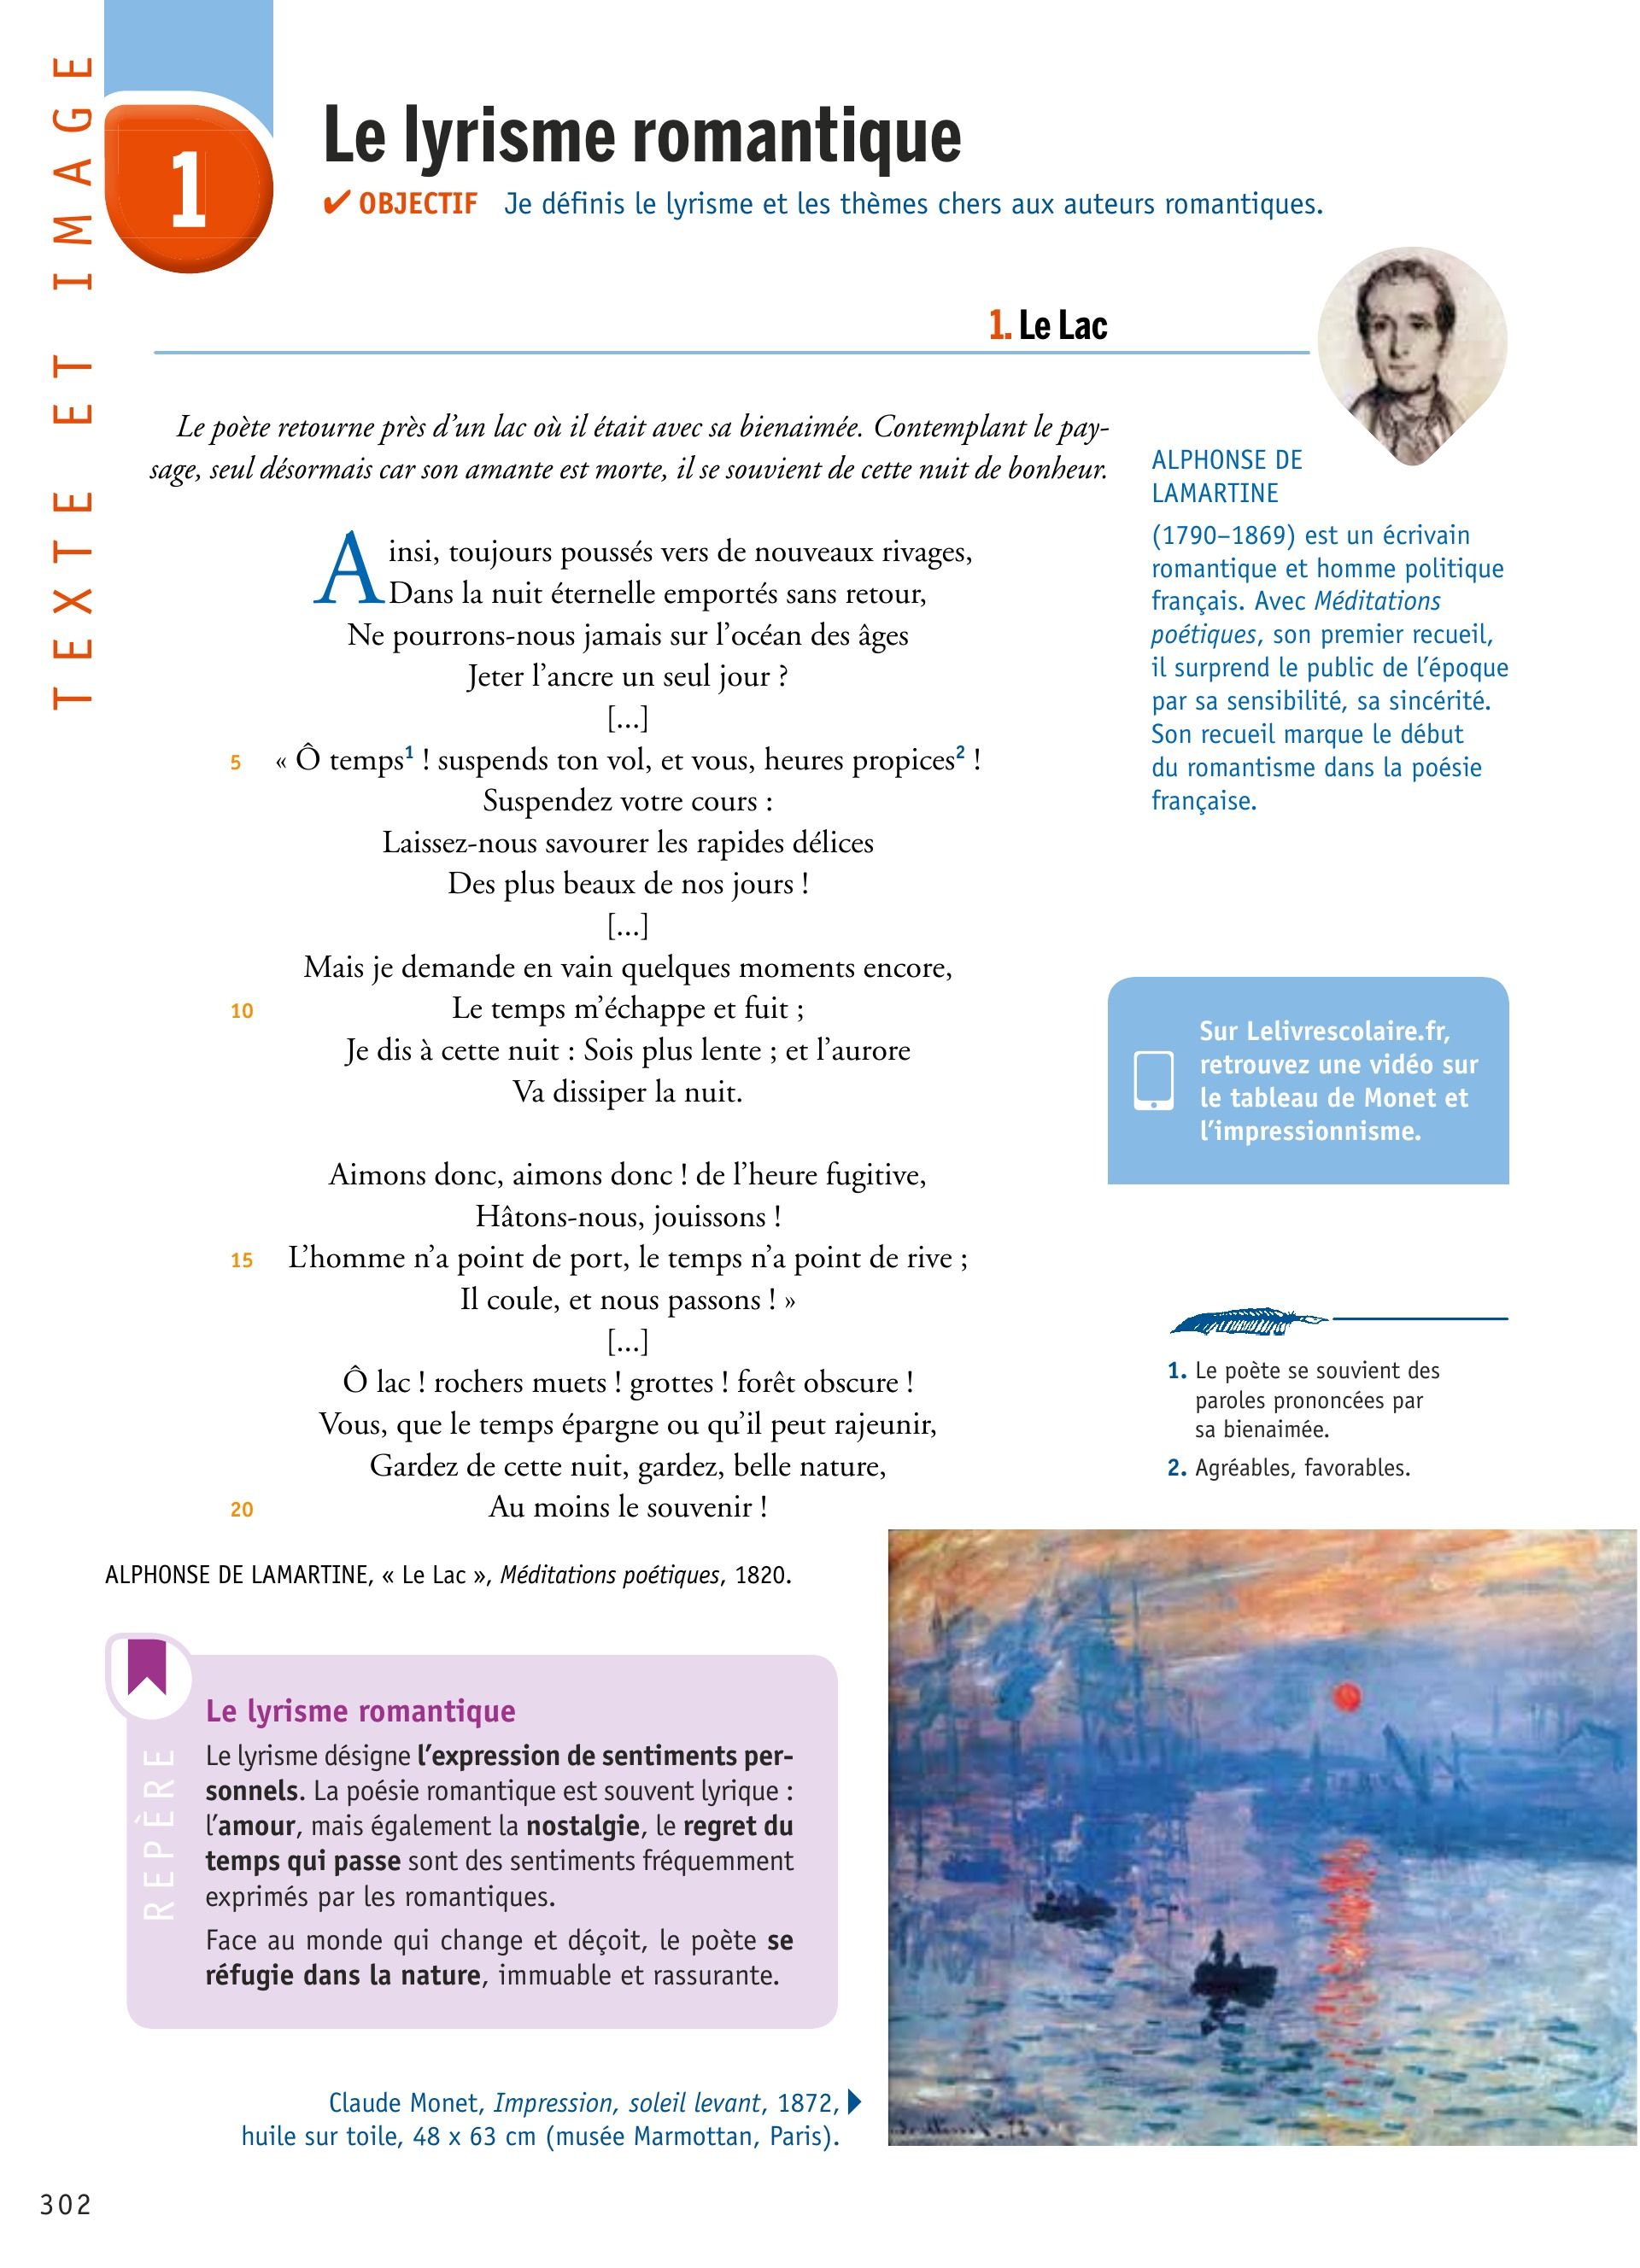 TEXTE ET IMAGE
1
Le lyrisme romantique
✔ OBJECTIF Je définis le lyrisme et les thèmes chers aux auteurs romantiques.
1. Le Lac
Le poète retourne près d'un lac où il était avec sa bienaimée. Contemplant le pay-
sage, seul désormais car son amante est morte, il se souvient de cette nuit de bonheur.
Ainsi, toujours poussés vers de nouveaux rivages,
Dans la nuit éternelle emportés sans retour,
Ne pourrons-nous jamais sur l'océan des âges
Jeter l'ancre un seul jour ?
[...]
5 « Ô temps1 ! suspends ton vol, et vous, heures propices2 !
Suspendez votre cours :
Laissez-nous savourer les rapides délices
Des plus beaux de nos jours !
[...]
Mais je demande en vain quelques moments encore,
10 Le temps m'échappe et fuit ;
Je dis à cette nuit : Sois plus lente ; et l'aurore
Va dissiper la nuit.
Aimons donc, aimons donc ! de l'heure fugitive,
Hâtons-nous, jouissons !
15 L'homme n'a point de port, le temps n'a point de rive ;
Il coule, et nous passons ! »
[...]
Ô lac ! rochers muets ! grottes ! forêt obscure !
Vous, que le temps épargne ou qu'il peut rajeunir,
Gardez de cette nuit, gardez, belle nature,
20 Au moins le souvenir !
ALPHONSE DE LAMARTINE, « Le Lac », Méditations poétiques, 1820.
ALPHONSE DE
LAMARTINE
(1790–1869) est un écrivain
romantique et homme politique
français. Avec Méditations
poétiques, son premier recueil,
il surprend le public de l'époque
par sa sensibilité, sa sincérité.
Son recueil marque le début
du romantisme dans la poésie
française.
Sur Lelivrescolaire.fr,
retrouvez une vidéo sur
le tableau de Monet et
l'impressionnisme.
1. Le poète se souvient des
paroles prononcées par
sa bienaimée.
2. Agréables, favorables.
REPÈRE
Le lyrisme romantique
Le lyrisme désigne l'expression de sentiments per-
sonnels. La poésie romantique est souvent lyrique :
l'amour, mais également la nostalgie, le regret du
temps qui passe sont des sentiments fréquemment
exprimés par les romantiques.
Face au monde qui change et déçoit, le poète se
réfugie dans la nature, immuable et rassurante.
Claude Monet, Impression, soleil levant, 1872,
huile sur toile, 48 x 63 cm (musée Marmottan, Paris).
302